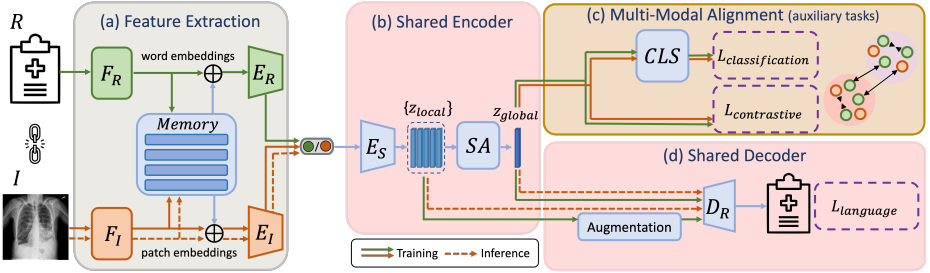 R
I
(a) Feature Extraction
F_R
word embeddings
⊕
E_R
Memory
F_I
⊕
patch embeddings
E_I
/
(b) Shared Encoder
E_S
{z_local}
SA
z_global
(c) Multi-Modal Alignment (auxiliary tasks)
CLS
L_classification
L_contrastive
(d) Shared Decoder
Augmentation
D_R
L_language
Training
Inference